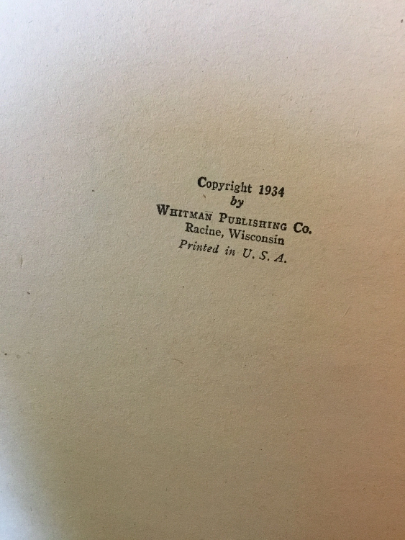 Copyright 1934
by
WHITMAN PUBLISHING CO.
Racine, Wisconsin
Printed in U. S. A.